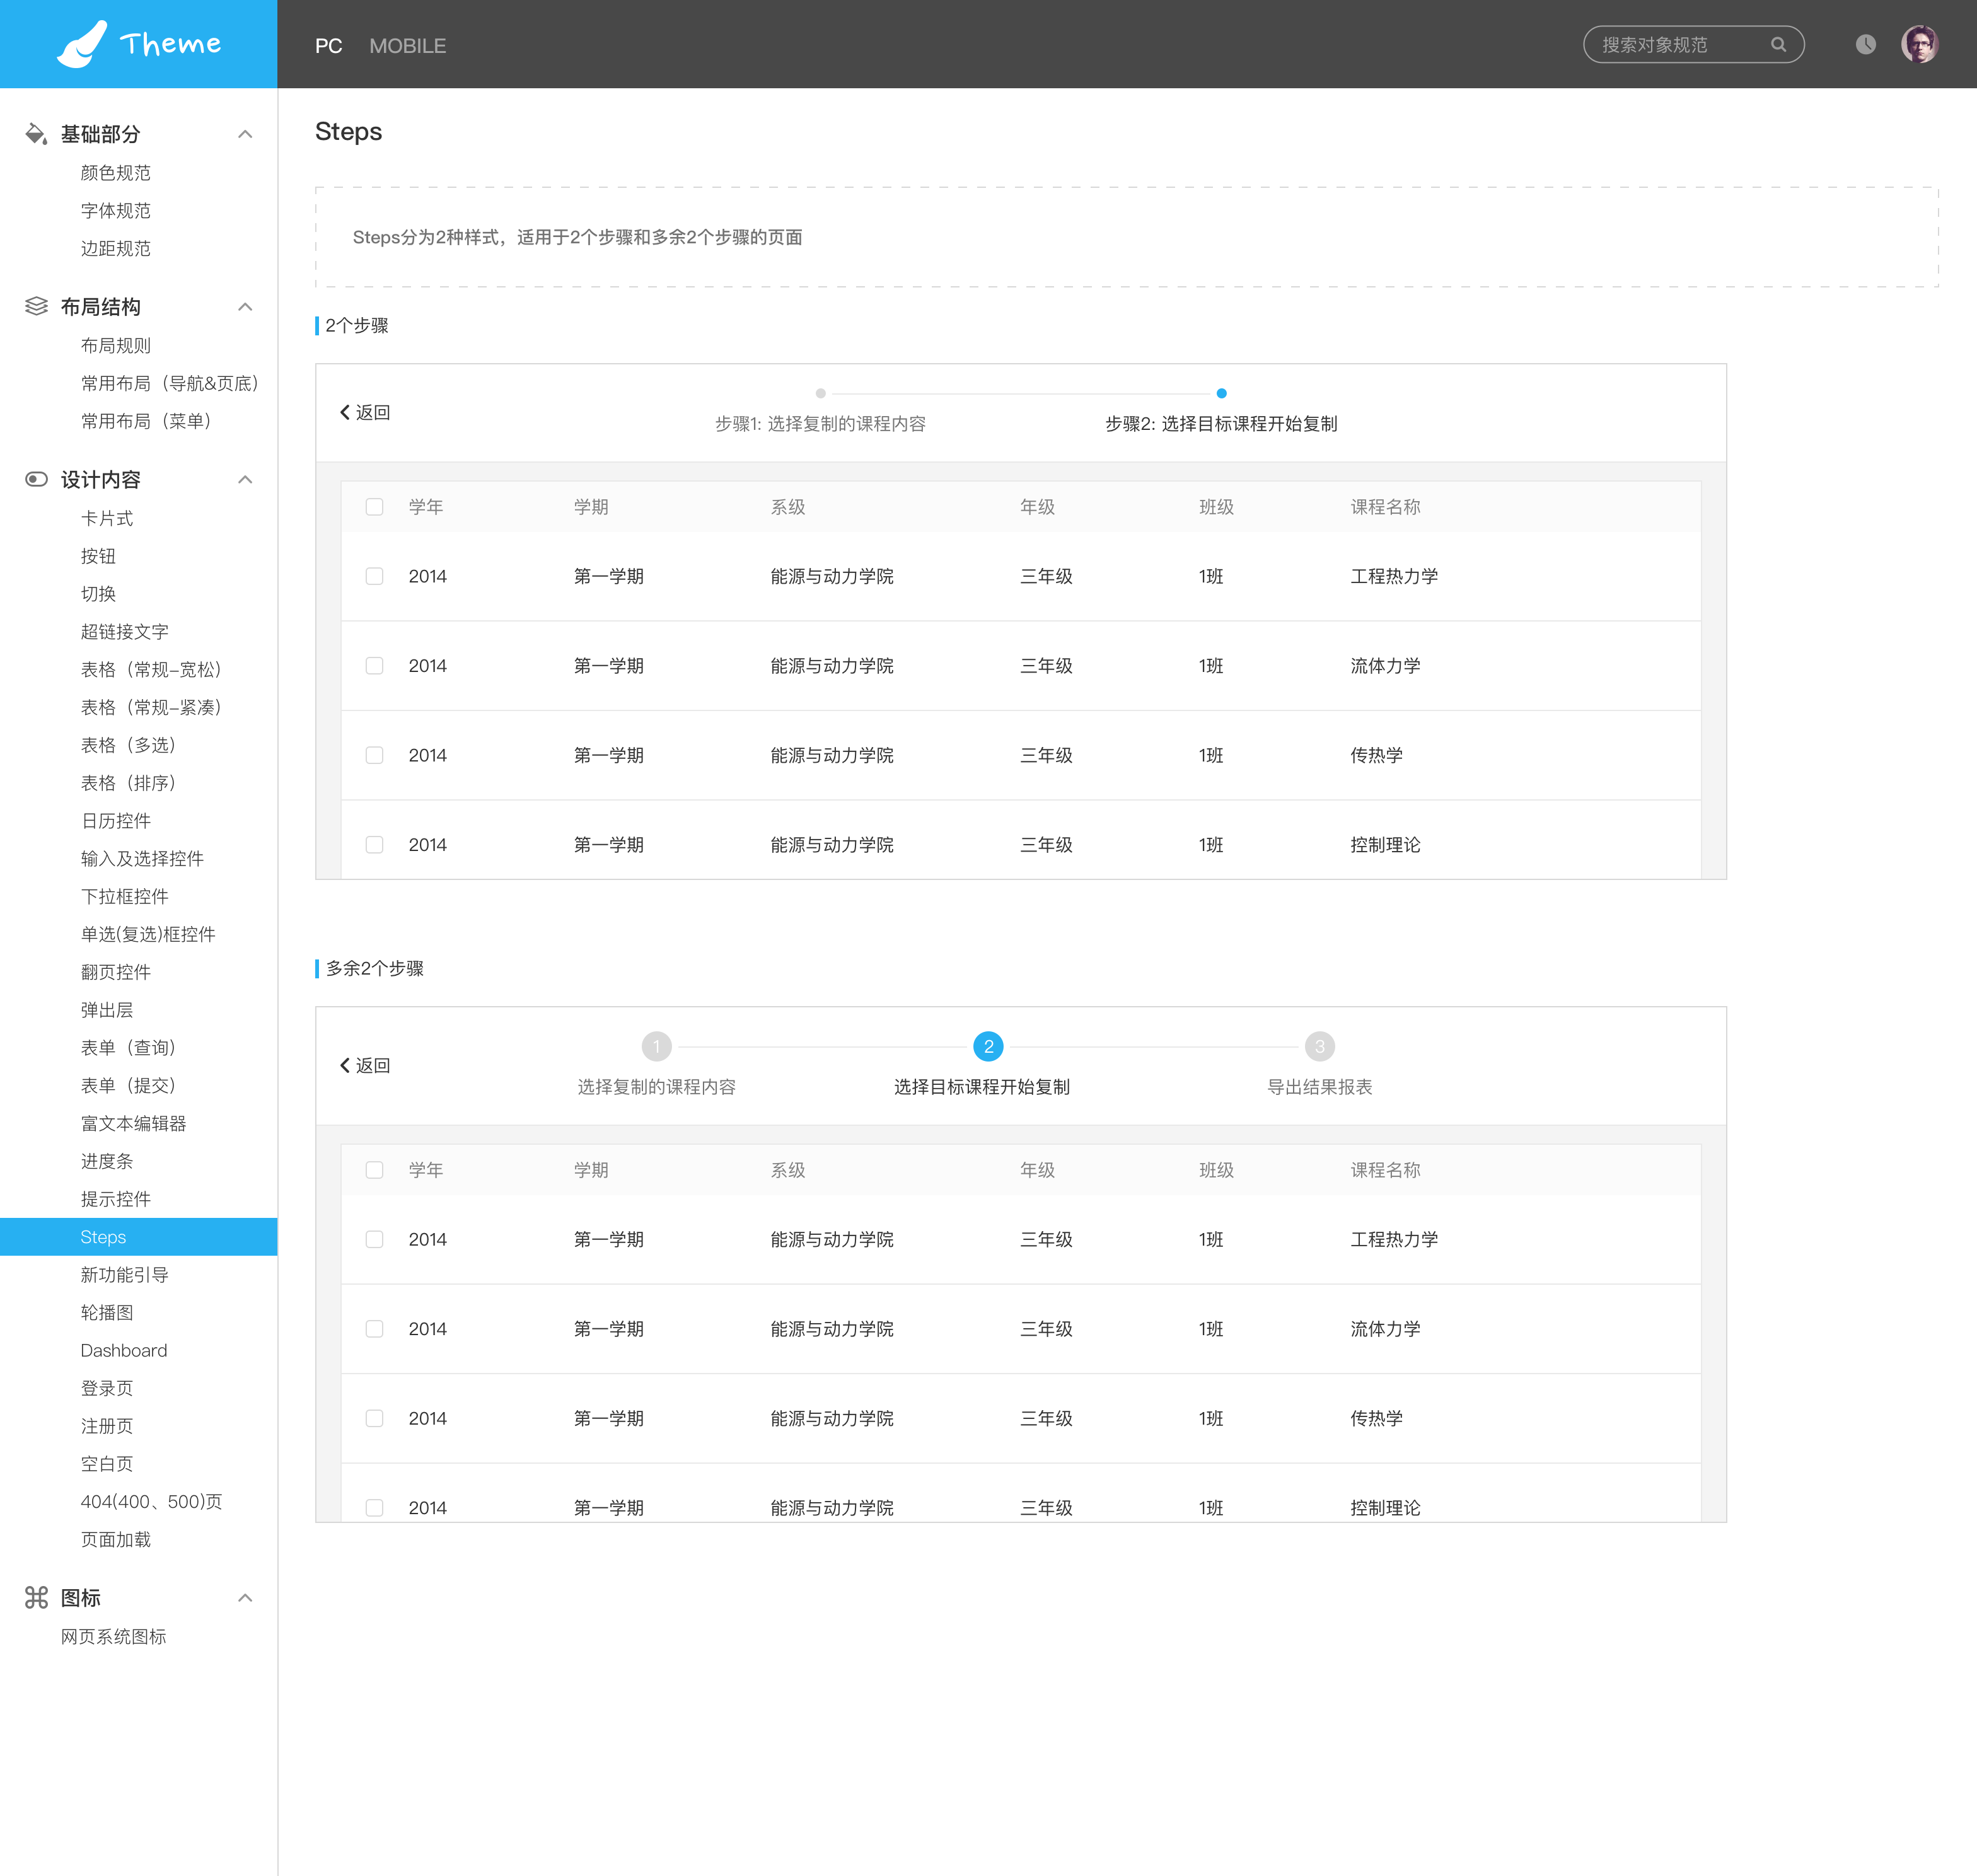 Theme
PC MOBILE
搜索对象规范
基础部分
颜色规范
字体规范
边距规范
布局结构
布局规则
常用布局（导航&页底）
常用布局（菜单）
设计内容
卡片式
按钮
切换
超链接文字
表格（常规-宽松）
表格（常规-紧凑）
表格（多选）
表格（排序）
日历控件
输入及选择控件
下拉框控件
单选(复选)框控件
翻页控件
弹出层
表单（查询）
表单（提交）
富文本编辑器
进度条
提示控件
Steps
新功能引导
轮播图
Dashboard
登录页
注册页
空白页
404(400、500)页
页面加载
图标
网页系统图标
Steps
Steps分为2种样式，适用于2个步骤和多余2个步骤的页面
2个步骤
返回
步骤1: 选择复制的课程内容 步骤2: 选择目标课程开始复制
学年 学期 系级 年级 班级 课程名称
2014 第一学期 能源与动力学院 三年级 1班 工程热力学
2014 第一学期 能源与动力学院 三年级 1班 流体力学
2014 第一学期 能源与动力学院 三年级 1班 传热学
2014 第一学期 能源与动力学院 三年级 1班 控制理论
多余2个步骤
返回
1 2 3
选择复制的课程内容 选择目标课程开始复制 导出结果报表
学年 学期 系级 年级 班级 课程名称
2014 第一学期 能源与动力学院 三年级 1班 工程热力学
2014 第一学期 能源与动力学院 三年级 1班 流体力学
2014 第一学期 能源与动力学院 三年级 1班 传热学
2014 第一学期 能源与动力学院 三年级 1班 控制理论